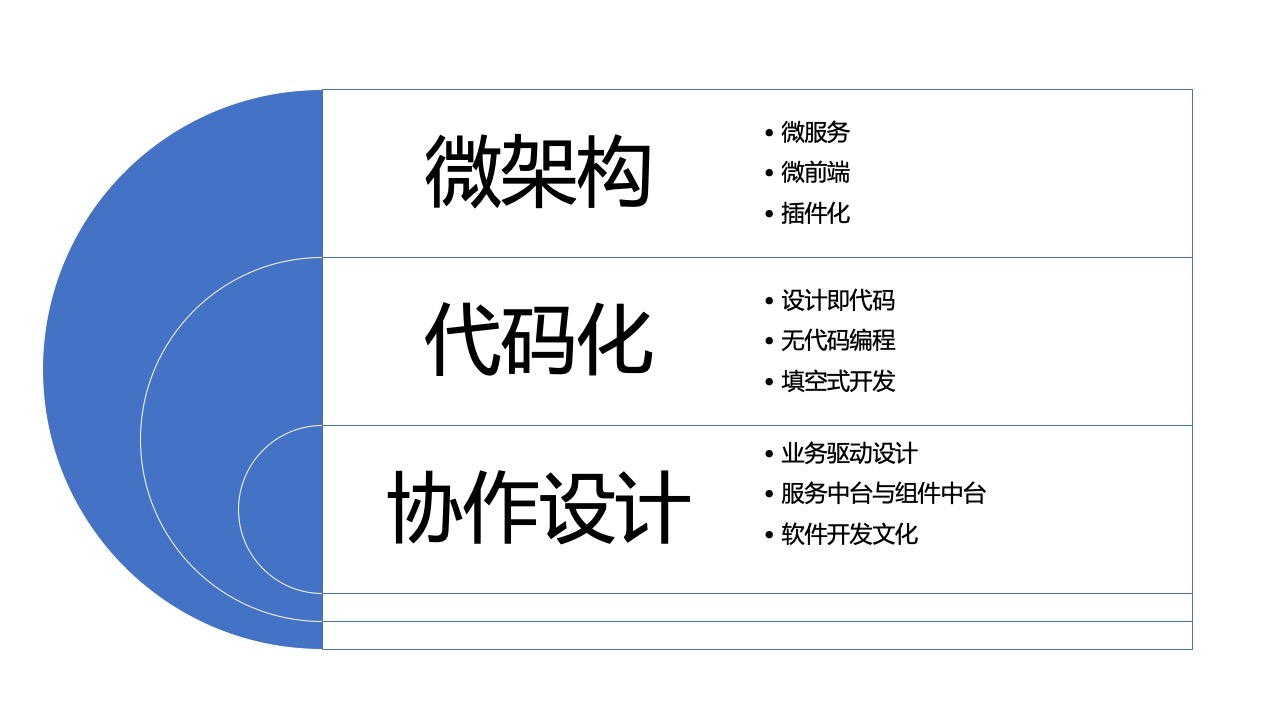 微架构
• 微服务
• 微前端
• 插件化
代码化
• 设计即代码
• 无代码编程
• 填空式开发
协作设计
• 业务驱动设计
• 服务中台与组件中台
• 软件开发文化